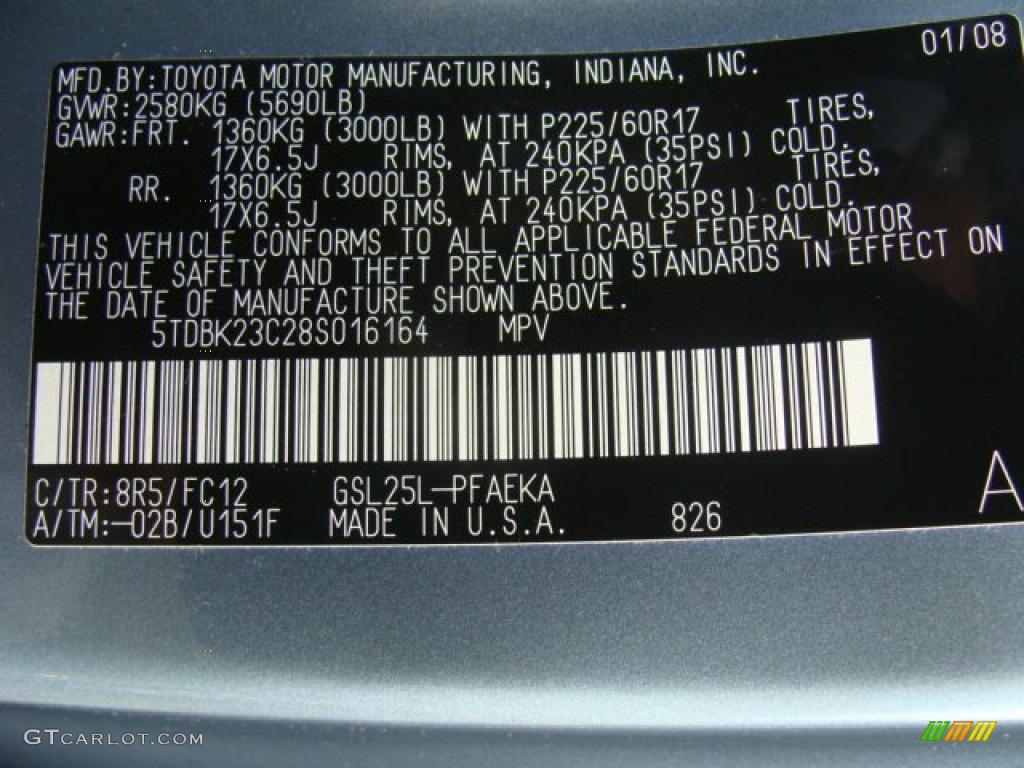 01/08
MFD.BY:TOYOTA MOTOR MANUFACTURING, INDIANA, INC.
GVWR:2580KG (5690LB)
GAWR:FRT. 1360KG (3000LB) WITH P225/60R17 TIRES,
17X6.5J RIMS, AT 240KPA (35PSI) COLD.
RR. 1360KG (3000LB) WITH P225/60R17 TIRES,
17X6.5J RIMS, AT 240KPA (35PSI) COLD.
THIS VEHICLE CONFORMS TO ALL APPLICABLE FEDERAL MOTOR
VEHICLE SAFETY AND THEFT PREVENTION STANDARDS IN EFFECT ON
THE DATE OF MANUFACTURE SHOWN ABOVE.
5TDBK23C28S016164 MPV
C/TR:8R5/FC12 GSL25L-PFAEKA
A/TM:-02B/U151F MADE IN U.S.A. 826
A
GTCARLOT.COM